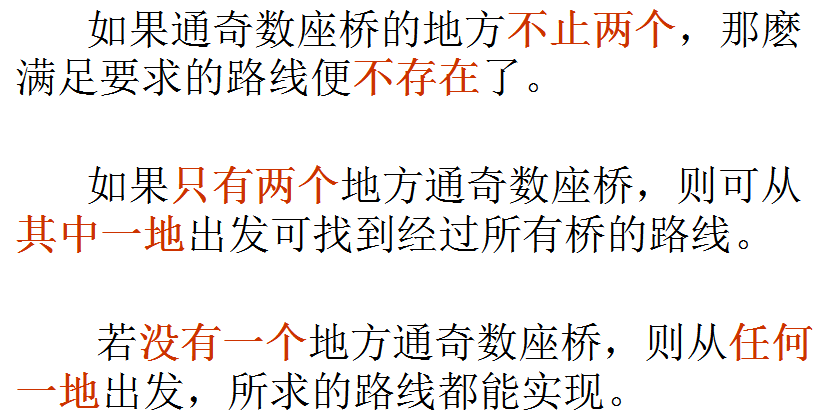 如果通奇数座桥的地方不止两个，那麽
满足要求的路线便不存在了。
如果只有两个地方通奇数座桥，则可从
其中一地出发可找到经过所有桥的路线。
若没有一个地方通奇数座桥，则从任何
一地出发，所求的路线都能实现。